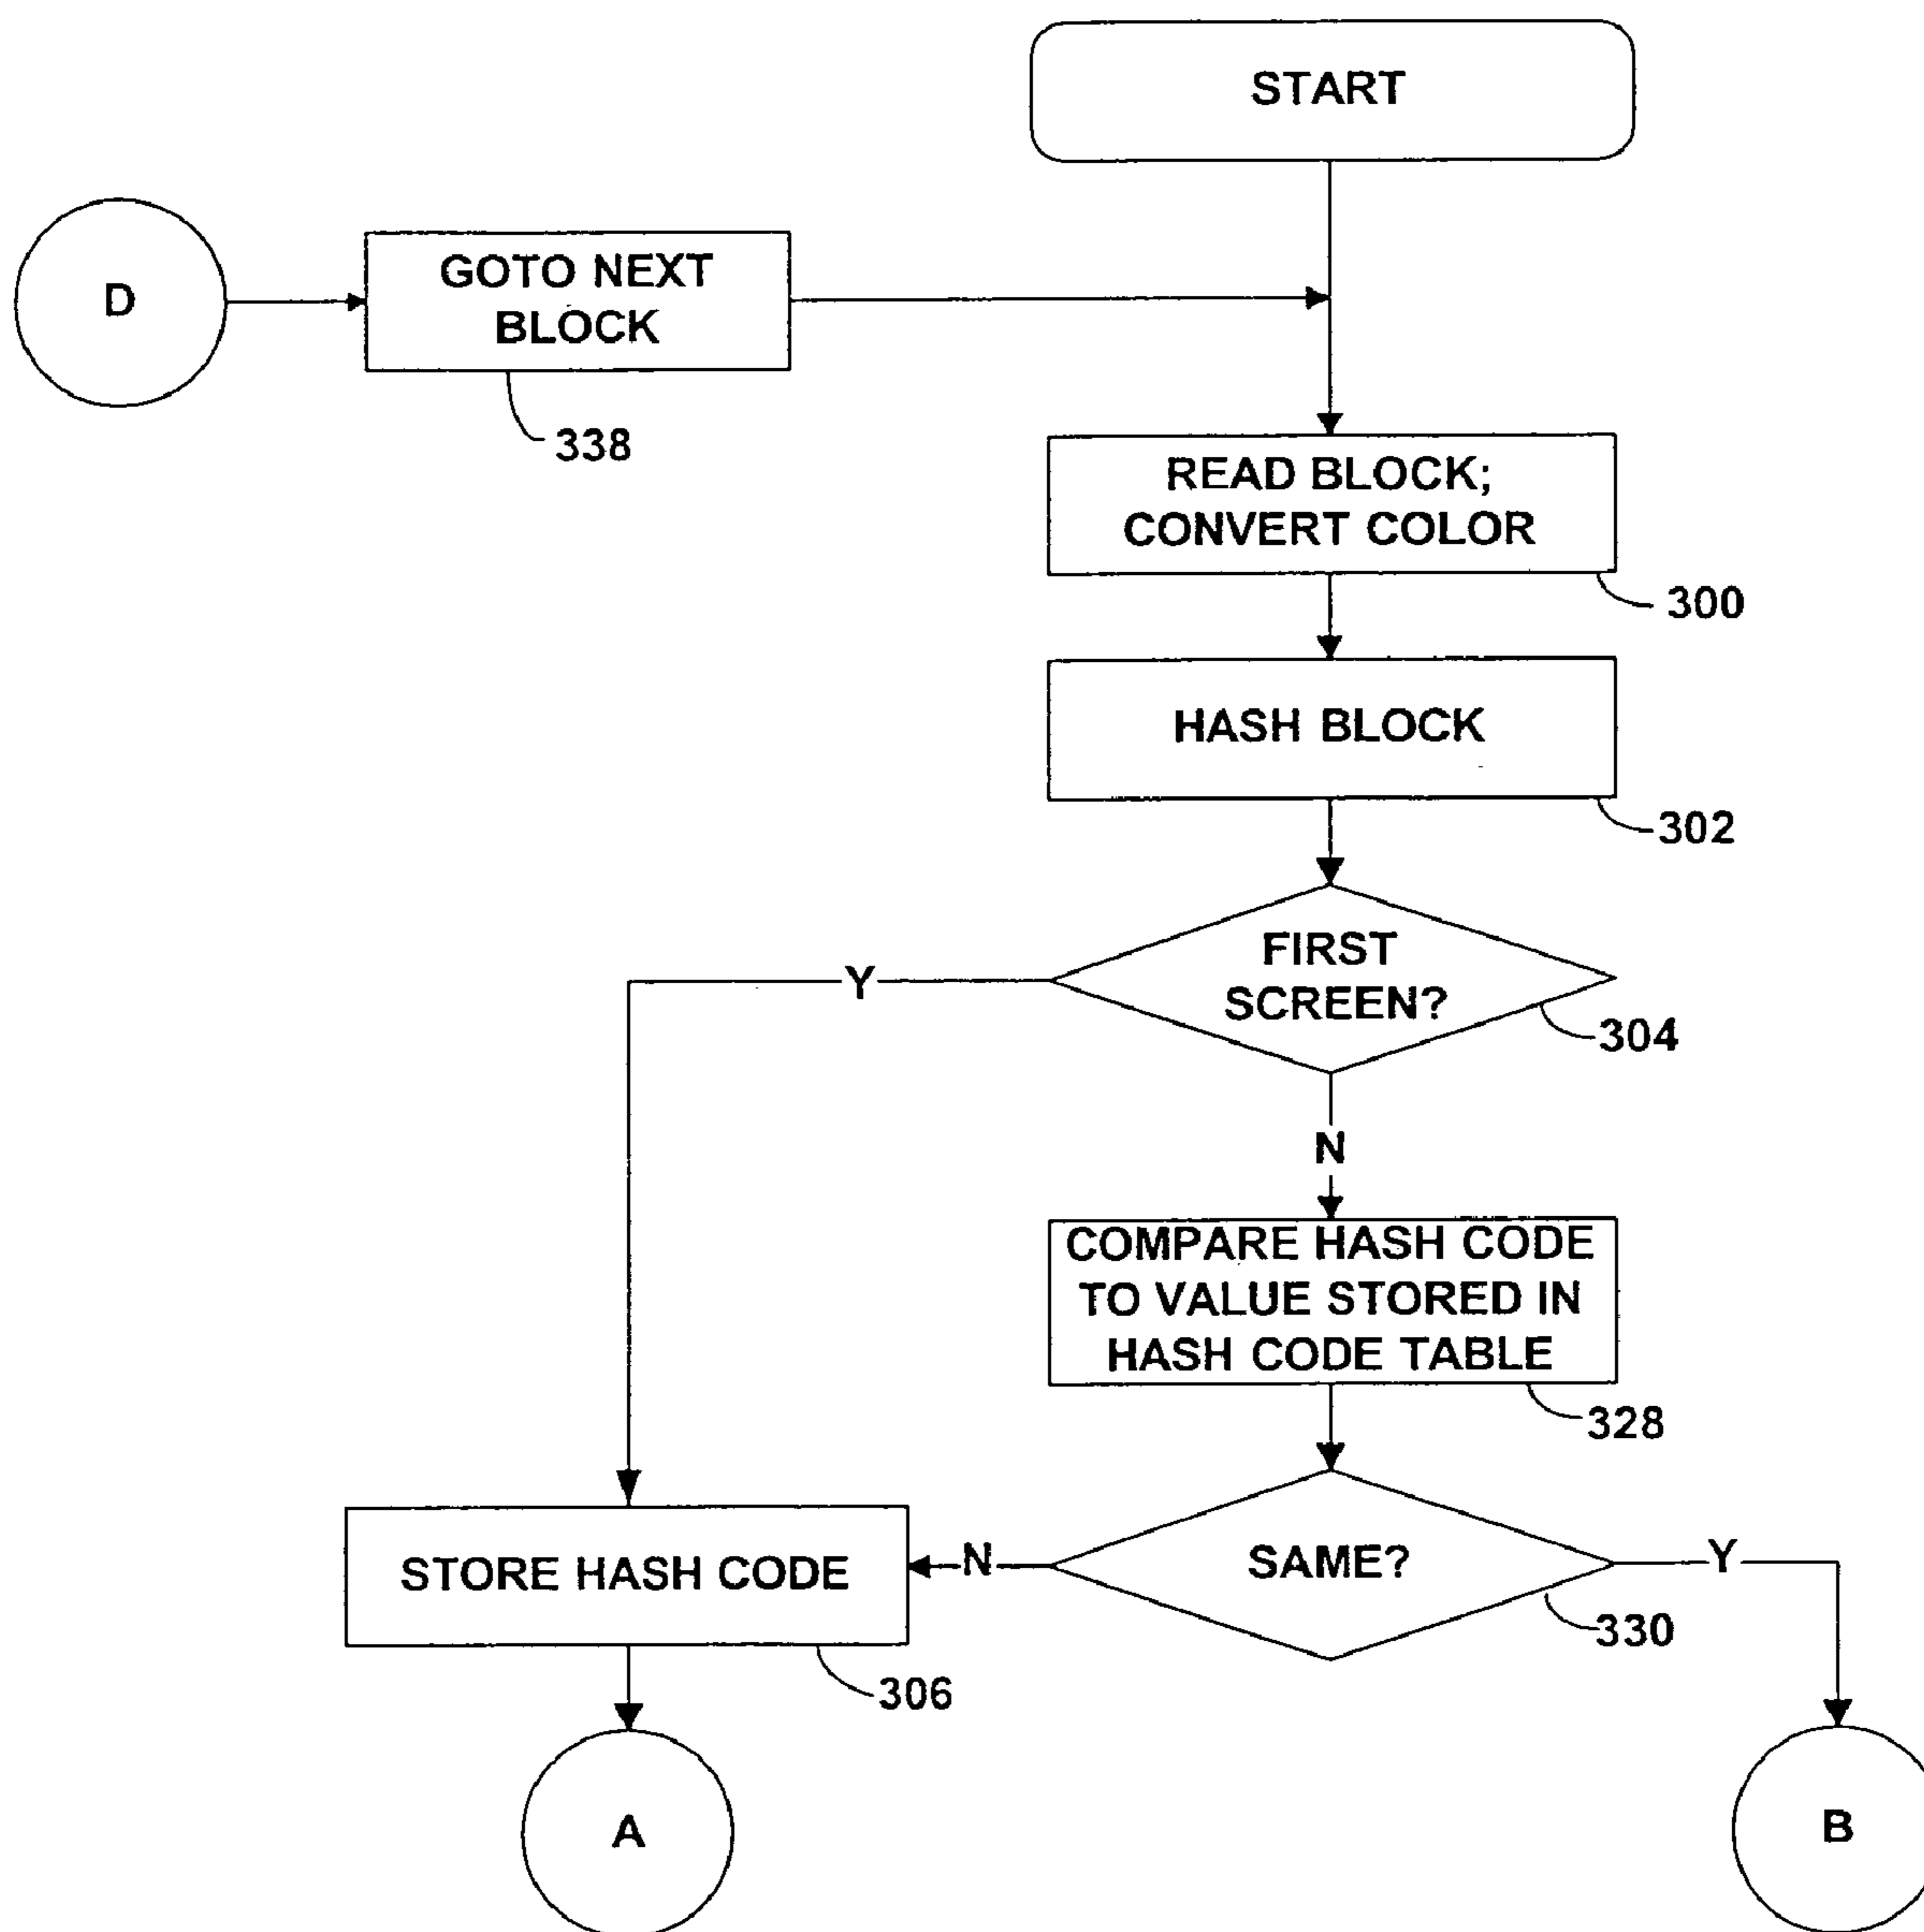 START
D
GOTO NEXT
BLOCK
338
READ BLOCK;
CONVERT COLOR
300
HASH BLOCK
302
FIRST
SCREEN?
304
Y
N
COMPARE HASH CODE
TO VALUE STORED IN
HASH CODE TABLE
328
STORE HASH CODE
306
N
SAME?
330
Y
A
B